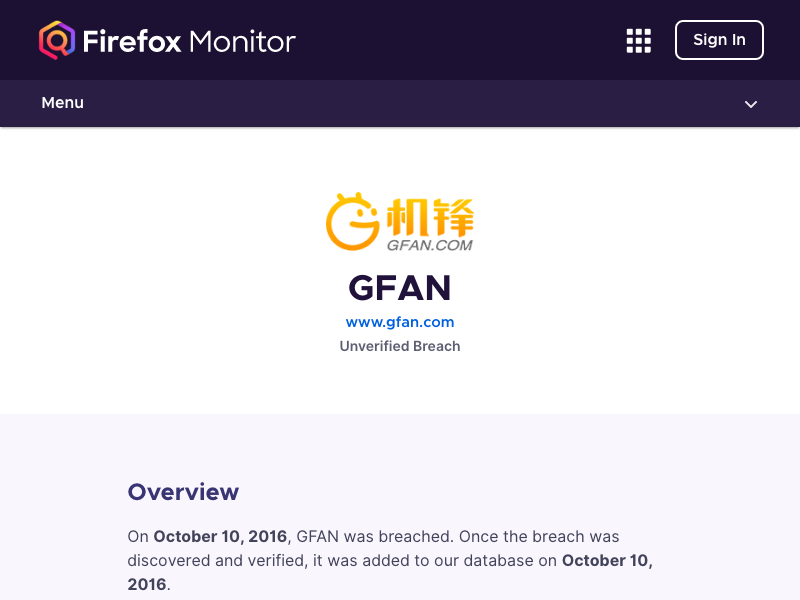 Firefox Monitor
Sign In
Menu
机锋
GFAN.COM
GFAN
www.gfan.com
Unverified Breach
Overview
On October 10, 2016, GFAN was breached. Once the breach was
discovered and verified, it was added to our database on October 10,
2016.